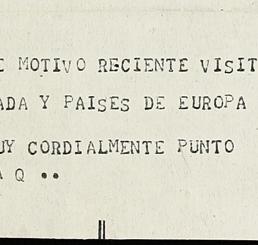 E MOTIVO RECIENTE VISIT
ADA Y PAISES DE EUROPA
UY CORDIALMENTE PUNTO
A Q ..